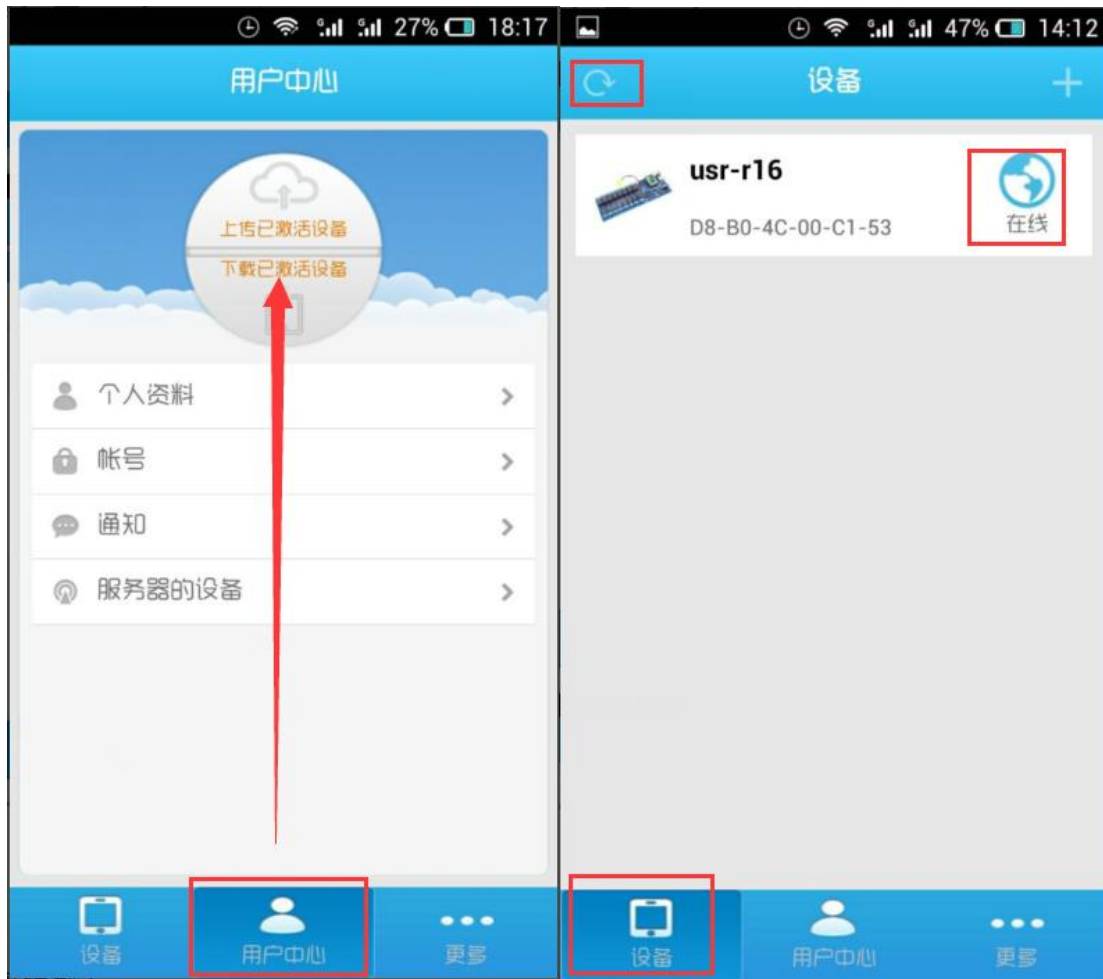 27% 18:17
用户中心
上传已激活设备
下载已激活设备
个人资料
帐号
通知
服务器的设备
设备
用户中心
更多
47% 14:12
设备
usr-r16
D8-B0-4C-00-C1-53
在线
设备
用户中心
更多